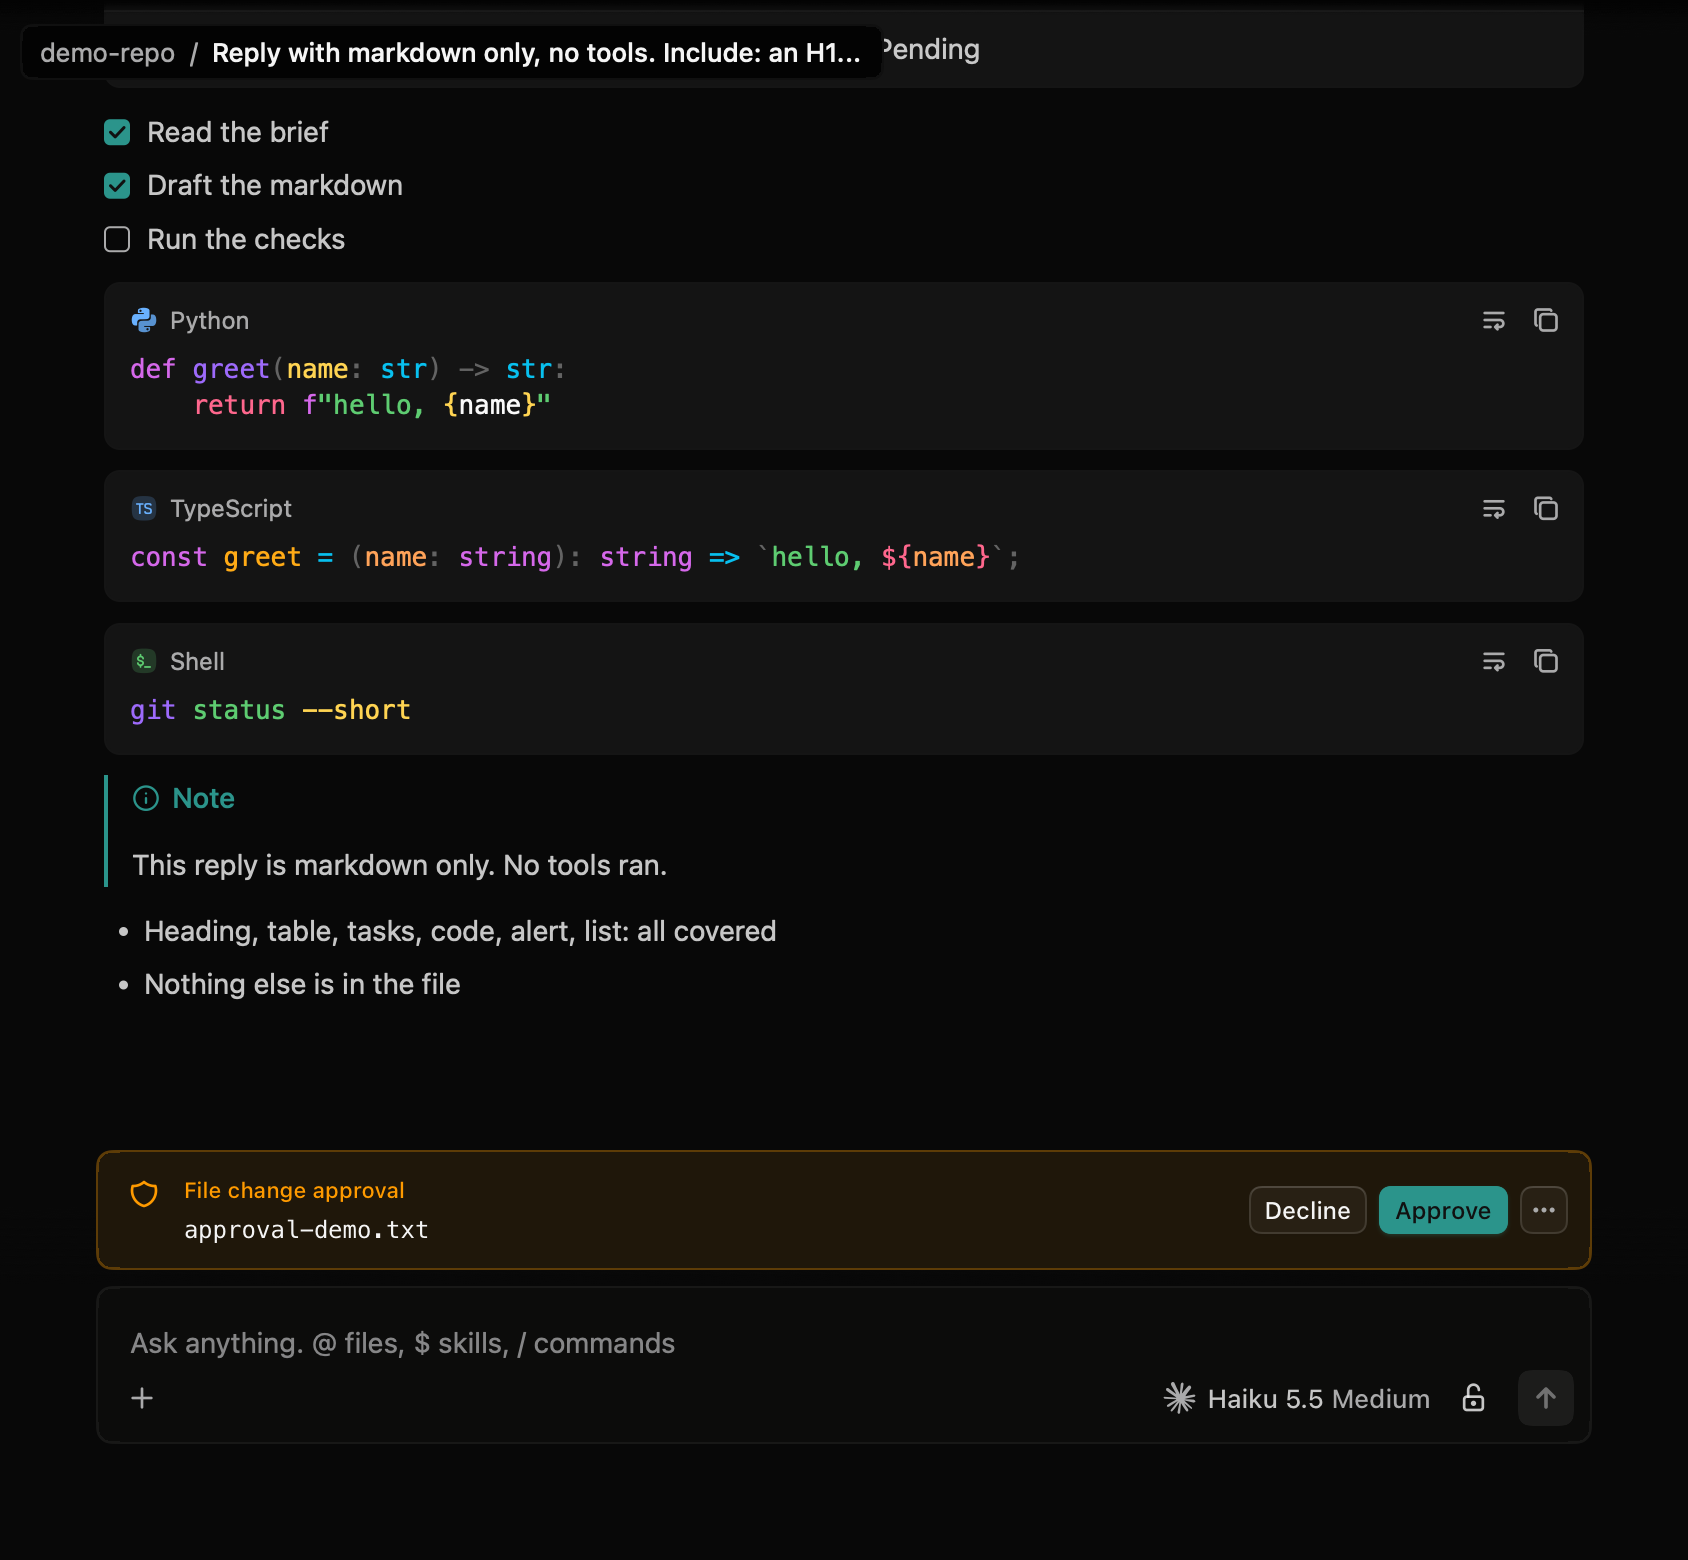 demo-repo / Reply with markdown only, no tools. Include: an H1... Pending
Read the brief
Draft the markdown
Run the checks
Python
def greet(name: str) -> str:
    return f"hello, {name}"
TS TypeScript
const greet = (name: string): string => `hello, ${name}`;
$_ Shell
git status --short
Note
This reply is markdown only. No tools ran.
• Heading, table, tasks, code, alert, list: all covered
• Nothing else is in the file
File change approval
approval-demo.txt
Decline Approve ...
Ask anything. @ files, $ skills, / commands
Haiku 5.5 Medium